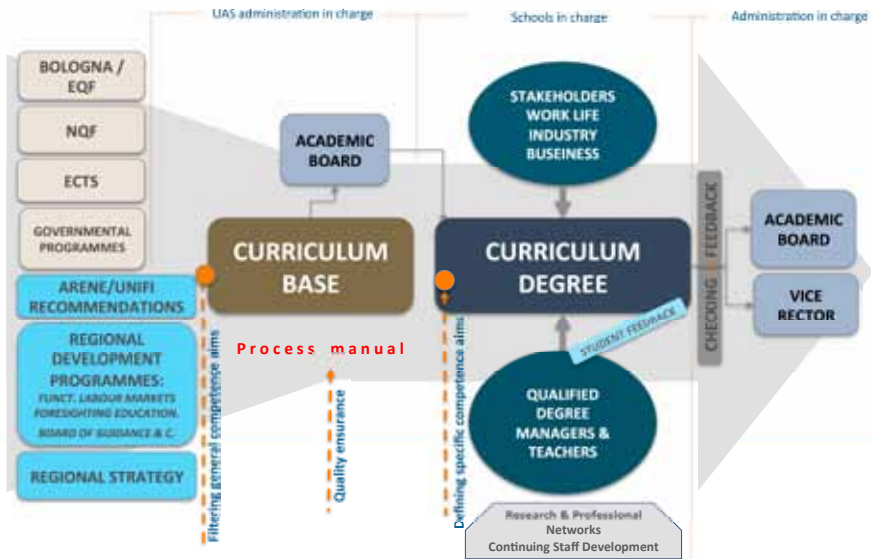 UAS administration in charge
Schools in charge
Administration in charge
BOLOGNA /
EQF
NQF
ECTS
GOVERNMENTAL
PROGRAMMES
ARENE/UNIFI
RECOMMENDATIONS
REGIONAL
DEVELOPMENT
PROGRAMMES:
FUNCT. LABOUR MARKETS
FORESIGHTING EDUCATION.
BOARD OF GUIDANCE & C.
REGIONAL STRATEGY
Filtering general competence aims
ACADEMIC
BOARD
CURRICULUM
BASE
Process manual
Quality ensurance
Defining specific competence aims
STAKEHOLDERS
WORK LIFE
INDUSTRY
BUSEINESS
CURRICULUM
DEGREE
STUDENT FEEDBACK
QUALIFIED
DEGREE
MANAGERS &
TEACHERS
Research & Professional
Networks
Continuing Staff Development
CHECKING FEEDBACK
ACADEMIC
BOARD
VICE
RECTOR